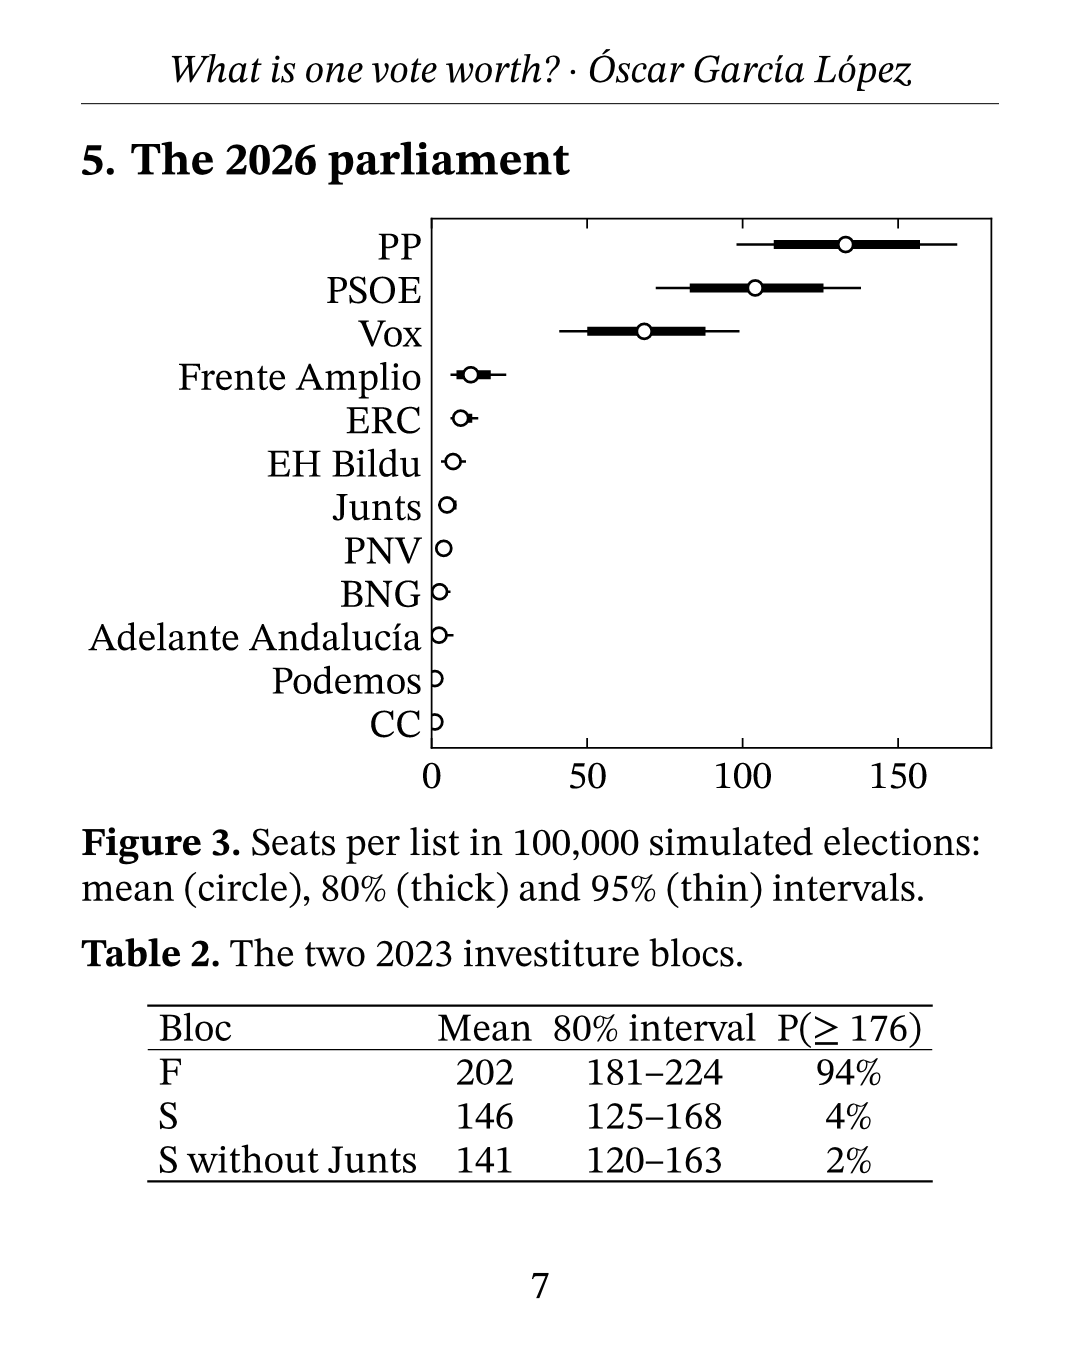 What is one vote worth? · Óscar García López
5. The 2026 parliament
PP
PSOE
Vox
Frente Amplio
ERC
EH Bildu
Junts
PNV
BNG
Adelante Andalucía
Podemos
CC
0 50 100 150
Figure 3. Seats per list in 100,000 simulated elections:
mean (circle), 80% (thick) and 95% (thin) intervals.
Table 2. The two 2023 investiture blocs.
Bloc Mean 80% interval P(≥ 176)
F 202 181–224 94%
S 146 125–168 4%
S without Junts 141 120–163 2%
7